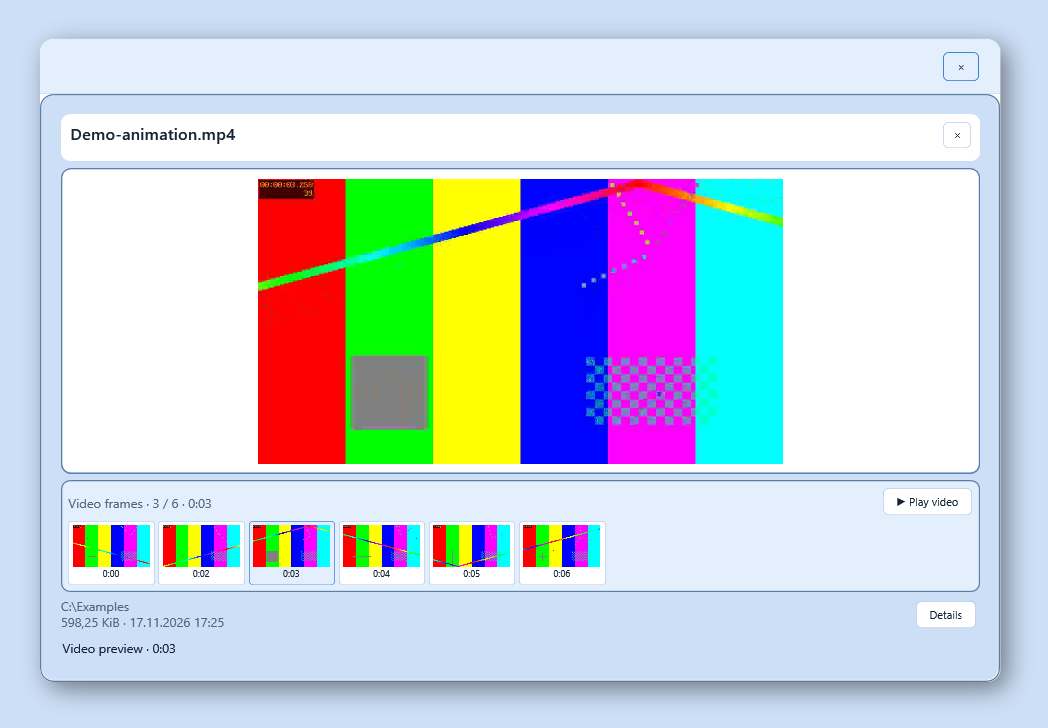 ×
Demo-animation.mp4
×
00:00:03.250
39
Video frames · 3 / 6 · 0:03
▶ Play video
0:00
0:02
0:03
0:04
0:05
0:06
C:\Examples
598,25 KiB · 17.11.2026 17:25
Details
Video preview · 0:03